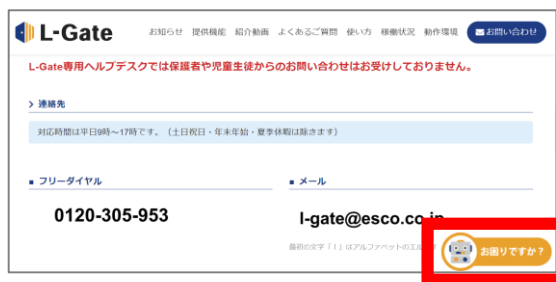 L-Gate
お知らせ 提供機能 紹介動画 よくあるご質問 使い方 稼働状況 動作環境 お問い合わせ
L-Gate専用ヘルプデスクでは保護者や児童生徒からのお問い合わせはお受けしておりません。
連絡先
対応時間は平日9時～17時です。（土日祝日・年末年始・夏季休暇は除きます）
フリーダイヤル
メール
0120-305-953
l-gate@esco.co.jp
最初の文字「l」はアルファベットのエル
お困りですか？